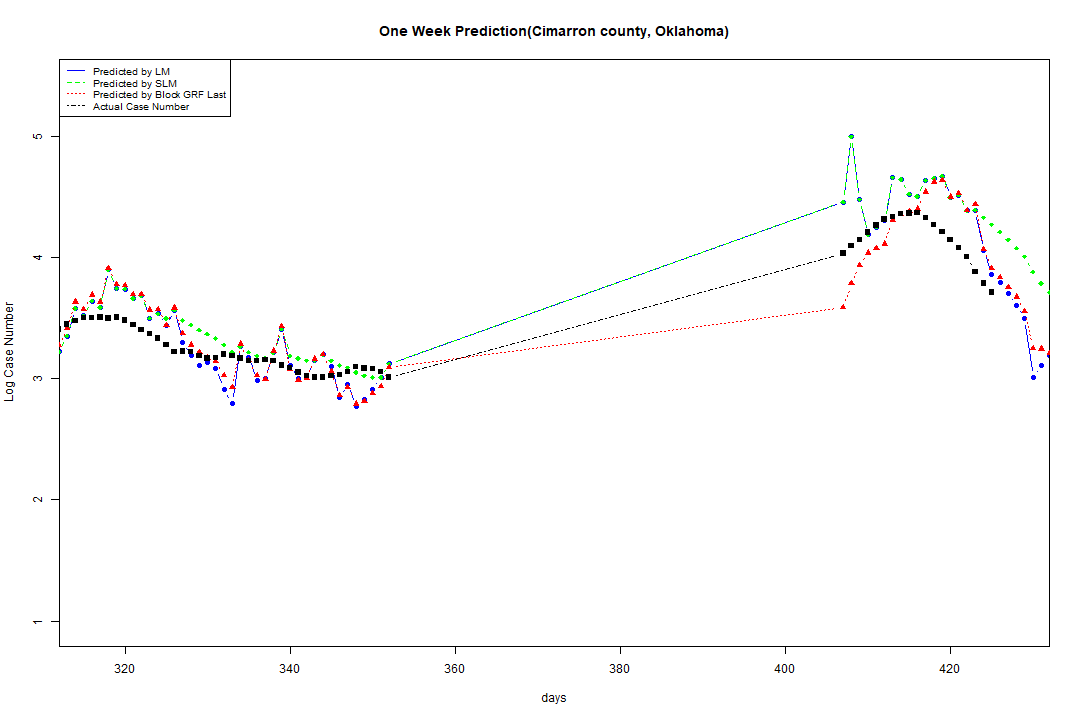 One Week Prediction(Cimarron county, Oklahoma)
Predicted by LM
Predicted by SLM
Predicted by Block GRF Last
Actual Case Number
5
4
3
2
1
Log Case Number
320 340 360 380 400 420
days